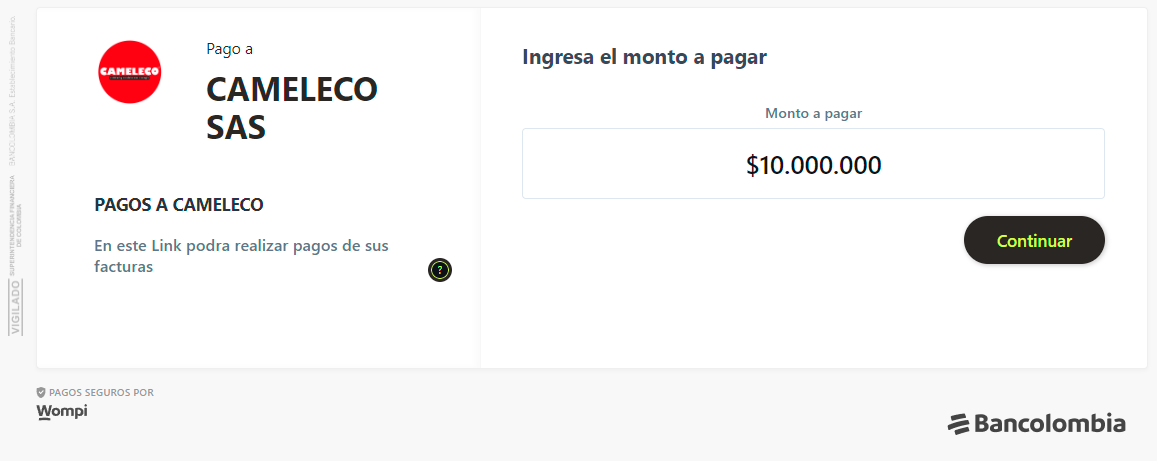 CAMELECO
Pago a
CAMELECO
SAS
PAGOS A CAMELECO
En este Link podra realizar pagos de sus
facturas
?
Ingresa el monto a pagar
Monto a pagar
$10.000.000
Continuar
VIGILADO
SUPERINTENDENCIA FINANCIERA
DE COLOMBIA
BANCOLOMBIA S.A. Establecimiento Bancario.
PAGOS SEGUROS POR
Wompi
Bancolombia